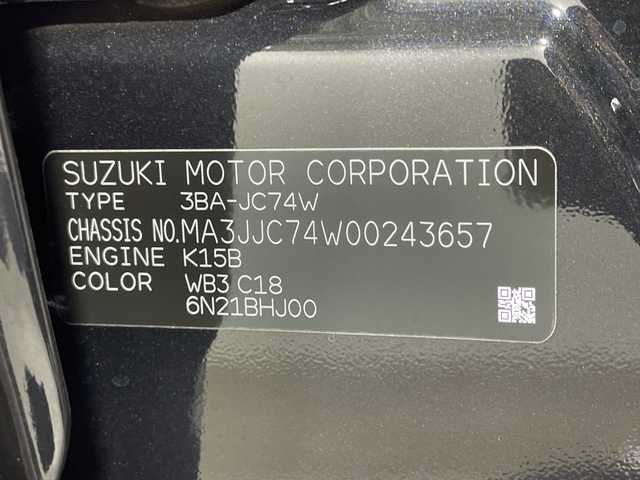 SUZUKI MOTOR CORPORATION
TYPE 3BA-JC74W
CHASSIS NO. MA3JJC74W00243657
ENGINE K15B
COLOR WB3 C18
6N21BHJ00